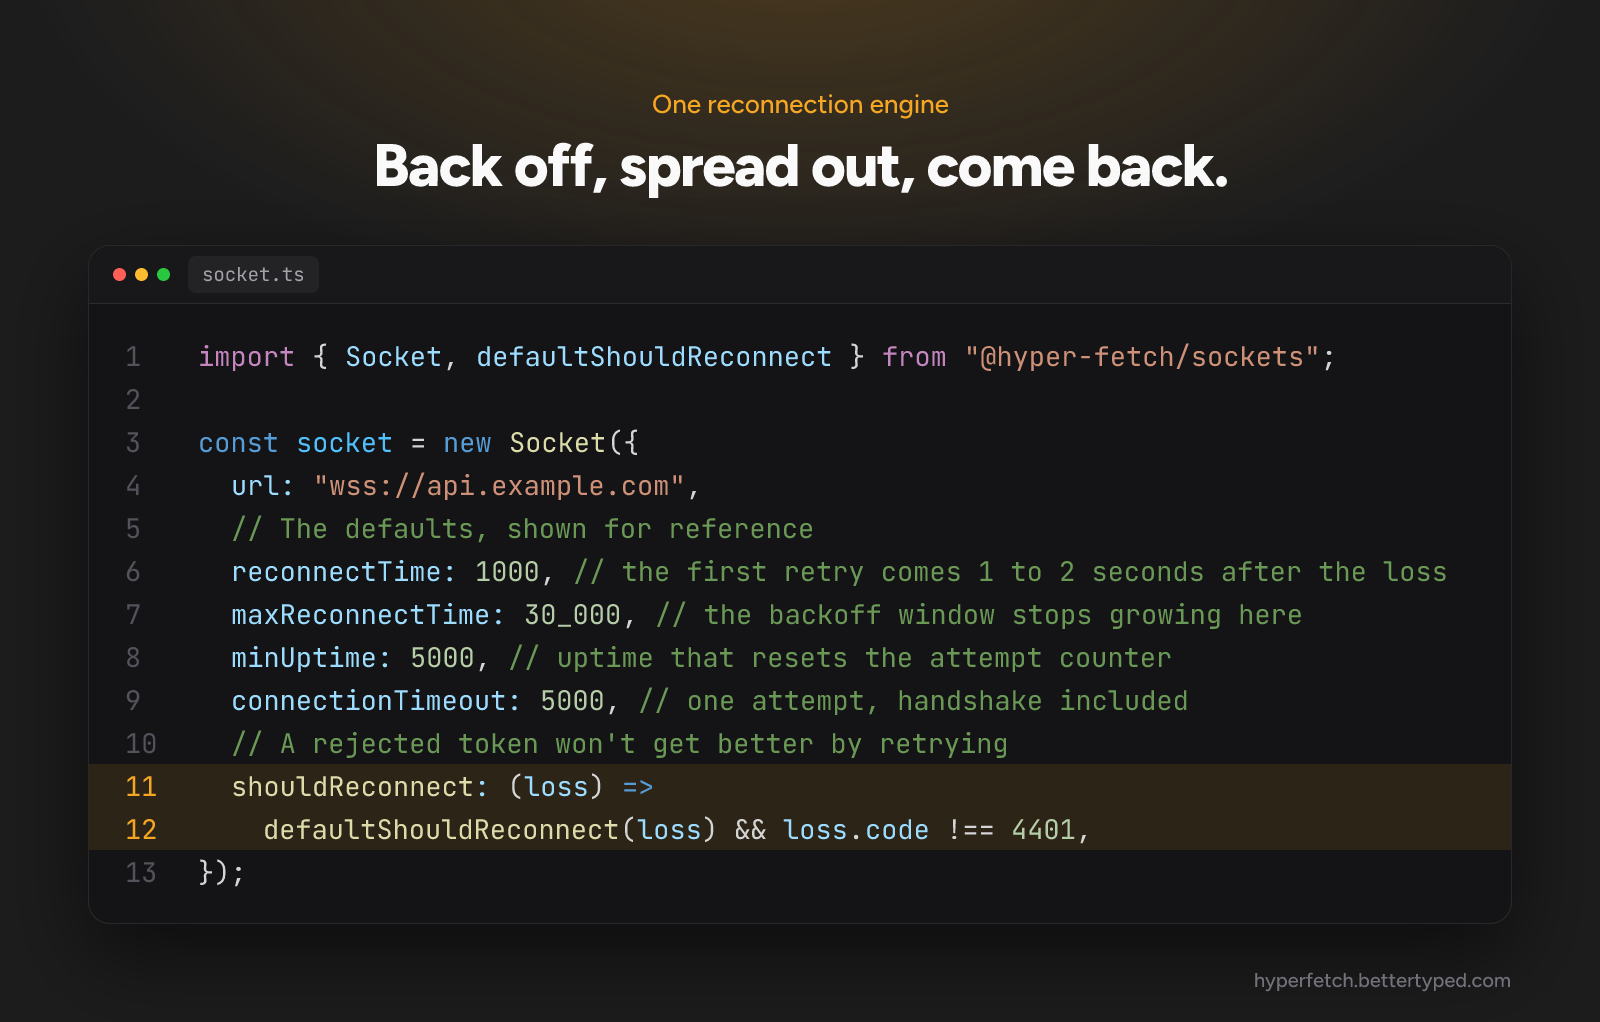 One reconnection engine
Back off, spread out, come back.
socket.ts
1 import { Socket, defaultShouldReconnect } from "@hyper-fetch/sockets";
2
3 const socket = new Socket({
4   url: "wss://api.example.com",
5   // The defaults, shown for reference
6   reconnectTime: 1000, // the first retry comes 1 to 2 seconds after the loss
7   maxReconnectTime: 30_000, // the backoff window stops growing here
8   minUptime: 5000, // uptime that resets the attempt counter
9   connectionTimeout: 5000, // one attempt, handshake included
10   // A rejected token won't get better by retrying
11   shouldReconnect: (loss) =>
12     defaultShouldReconnect(loss) && loss.code !== 4401,
13 });
hyperfetch.bettertyped.com